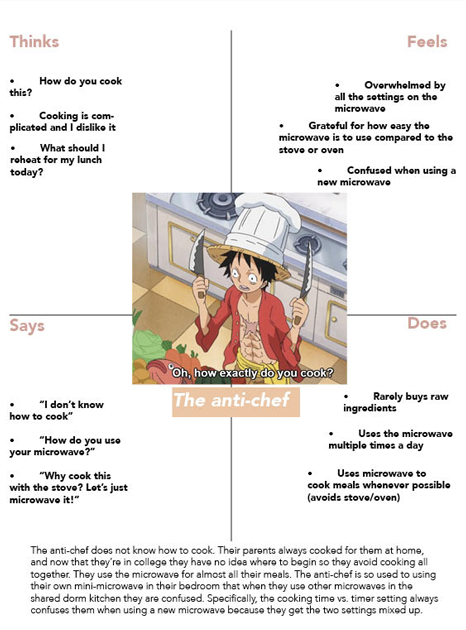 Thinks
• How do you cook
this?
• Cooking is com-
plicated and I dislike it
• What should I
reheat for my lunch
today?
Feels
• Overwhelmed by
all the settings on the
microwave
• Grateful for how easy the
microwave is to use compared to the
stove or oven
• Confused when using a
new microwave
"Oh, how exactly do you cook?
The anti-chef
Says
• "I don't know
how to cook"
• "How do you use
your microwave?"
• "Why cook this
with the stove? Let's just
microwave it!"
Does
• Rarely buys raw
ingredients
• Uses the microwave
multiple times a day
• Uses microwave to
cook meals whenever possible
(avoids stove/oven)
The anti-chef does not know how to cook. Their parents always cooked for them at home,
and now that they're in college they have no idea where to begin so they avoid cooking all
together. They use the microwave for almost all their meals. The anti-chef is so used to using
their own mini-microwave in their bedroom that when they use other microwaves in the
shared dorm kitchen they are confused. Specifically, the cooking time vs. timer setting always
confuses them when using a new microwave because they get the two settings mixed up.